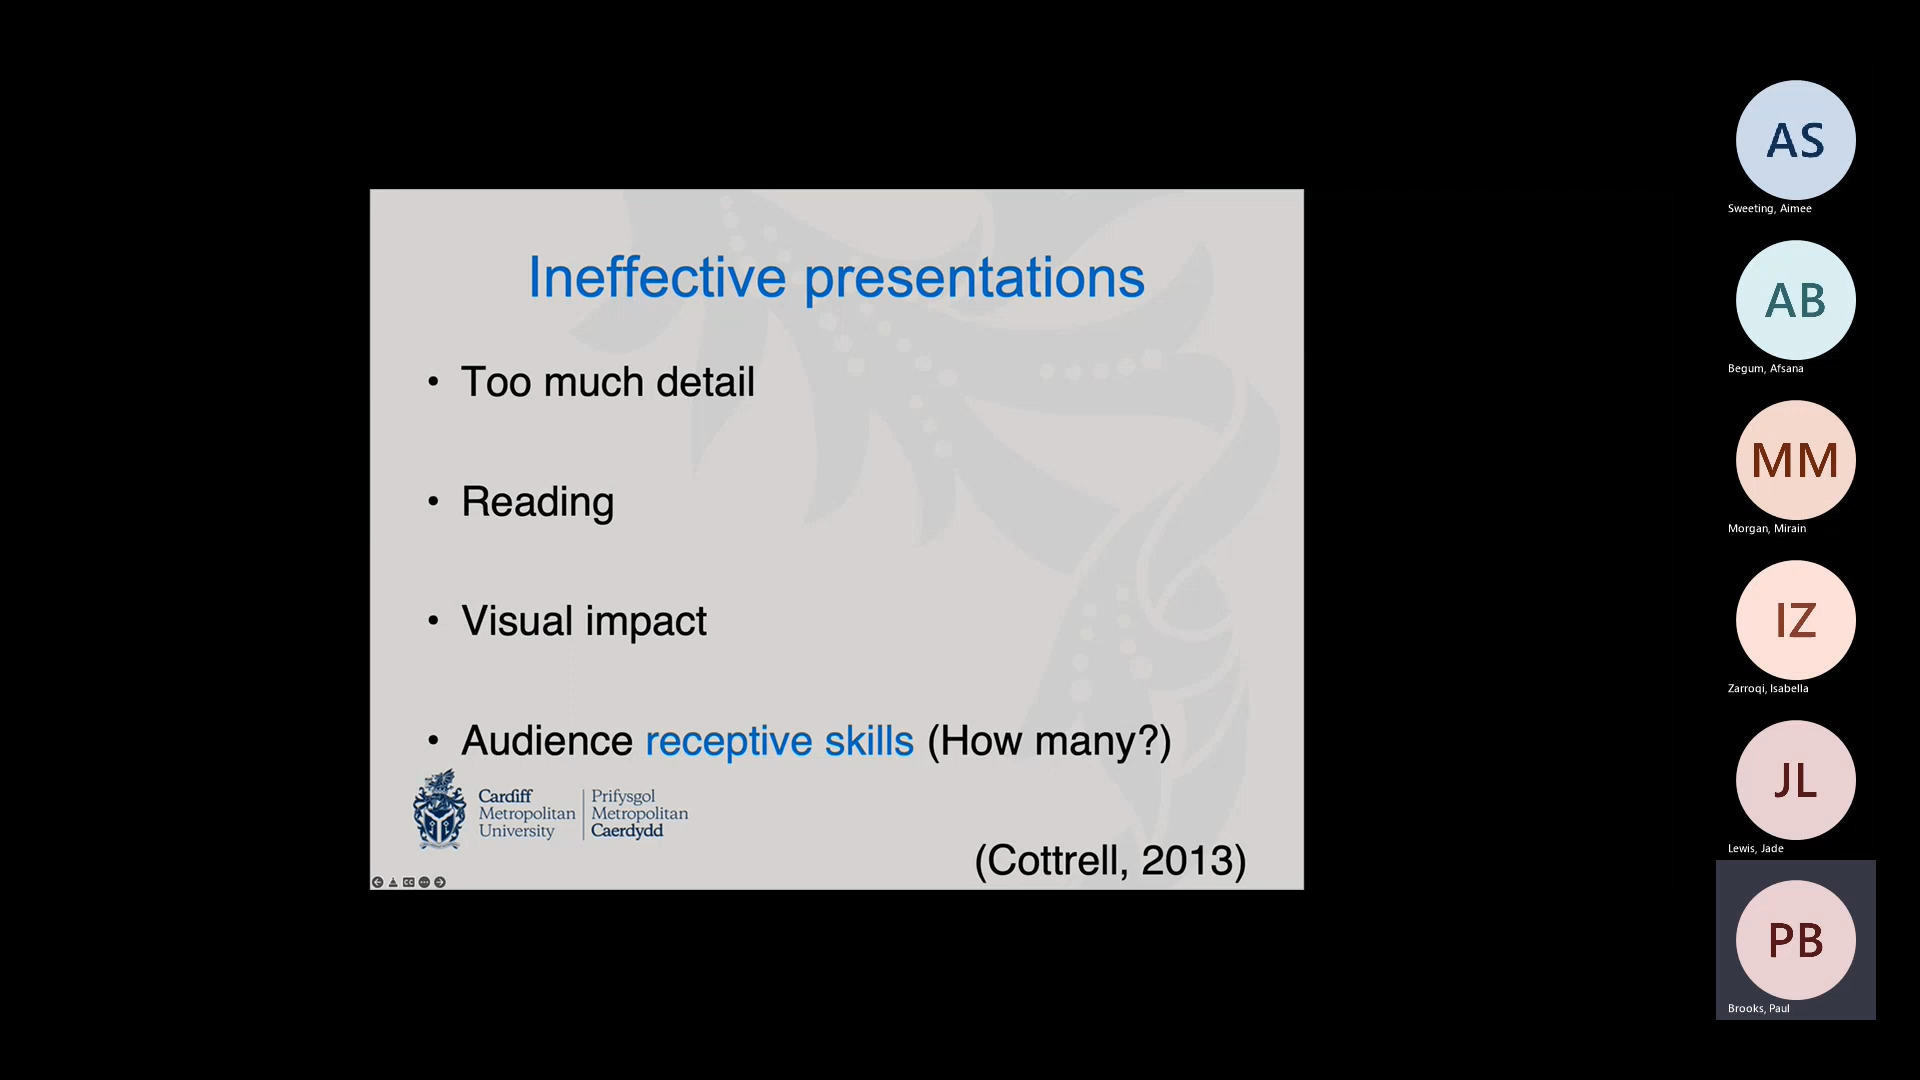 Ineffective presentations
• Too much detail
• Reading
• Visual impact
• Audience receptive skills (How many?)
Cardiff
Metropolitan
University
Prifysgol
Metropolitan
Caerdydd
(Cottrell, 2013)
CC
AS
Sweeting, Aimee
AB
Begum, Afsana
MM
Morgan, Mirain
IZ
Zarroqi, Isabella
JL
Lewis, Jade
PB
Brooks, Paul